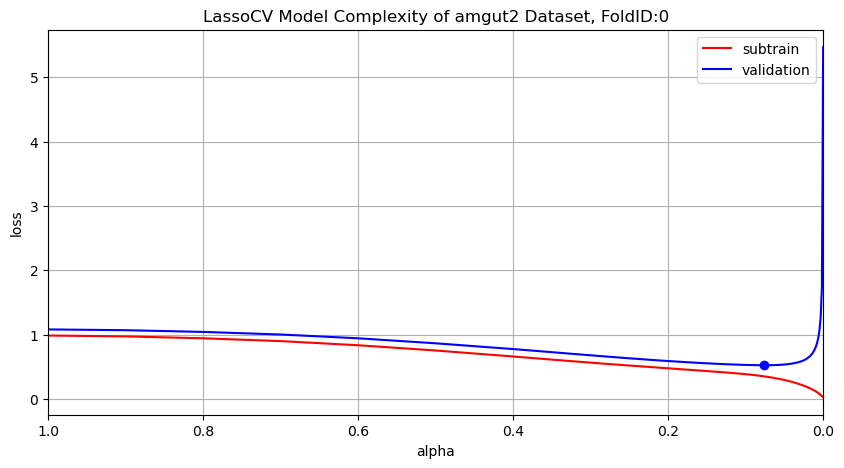 LassoCV Model Complexity of amgut2 Dataset, FoldID:0
subtrain
validation
loss
5
4
3
2
1
0
1.0 0.8 0.6 0.4 0.2 0.0
alpha